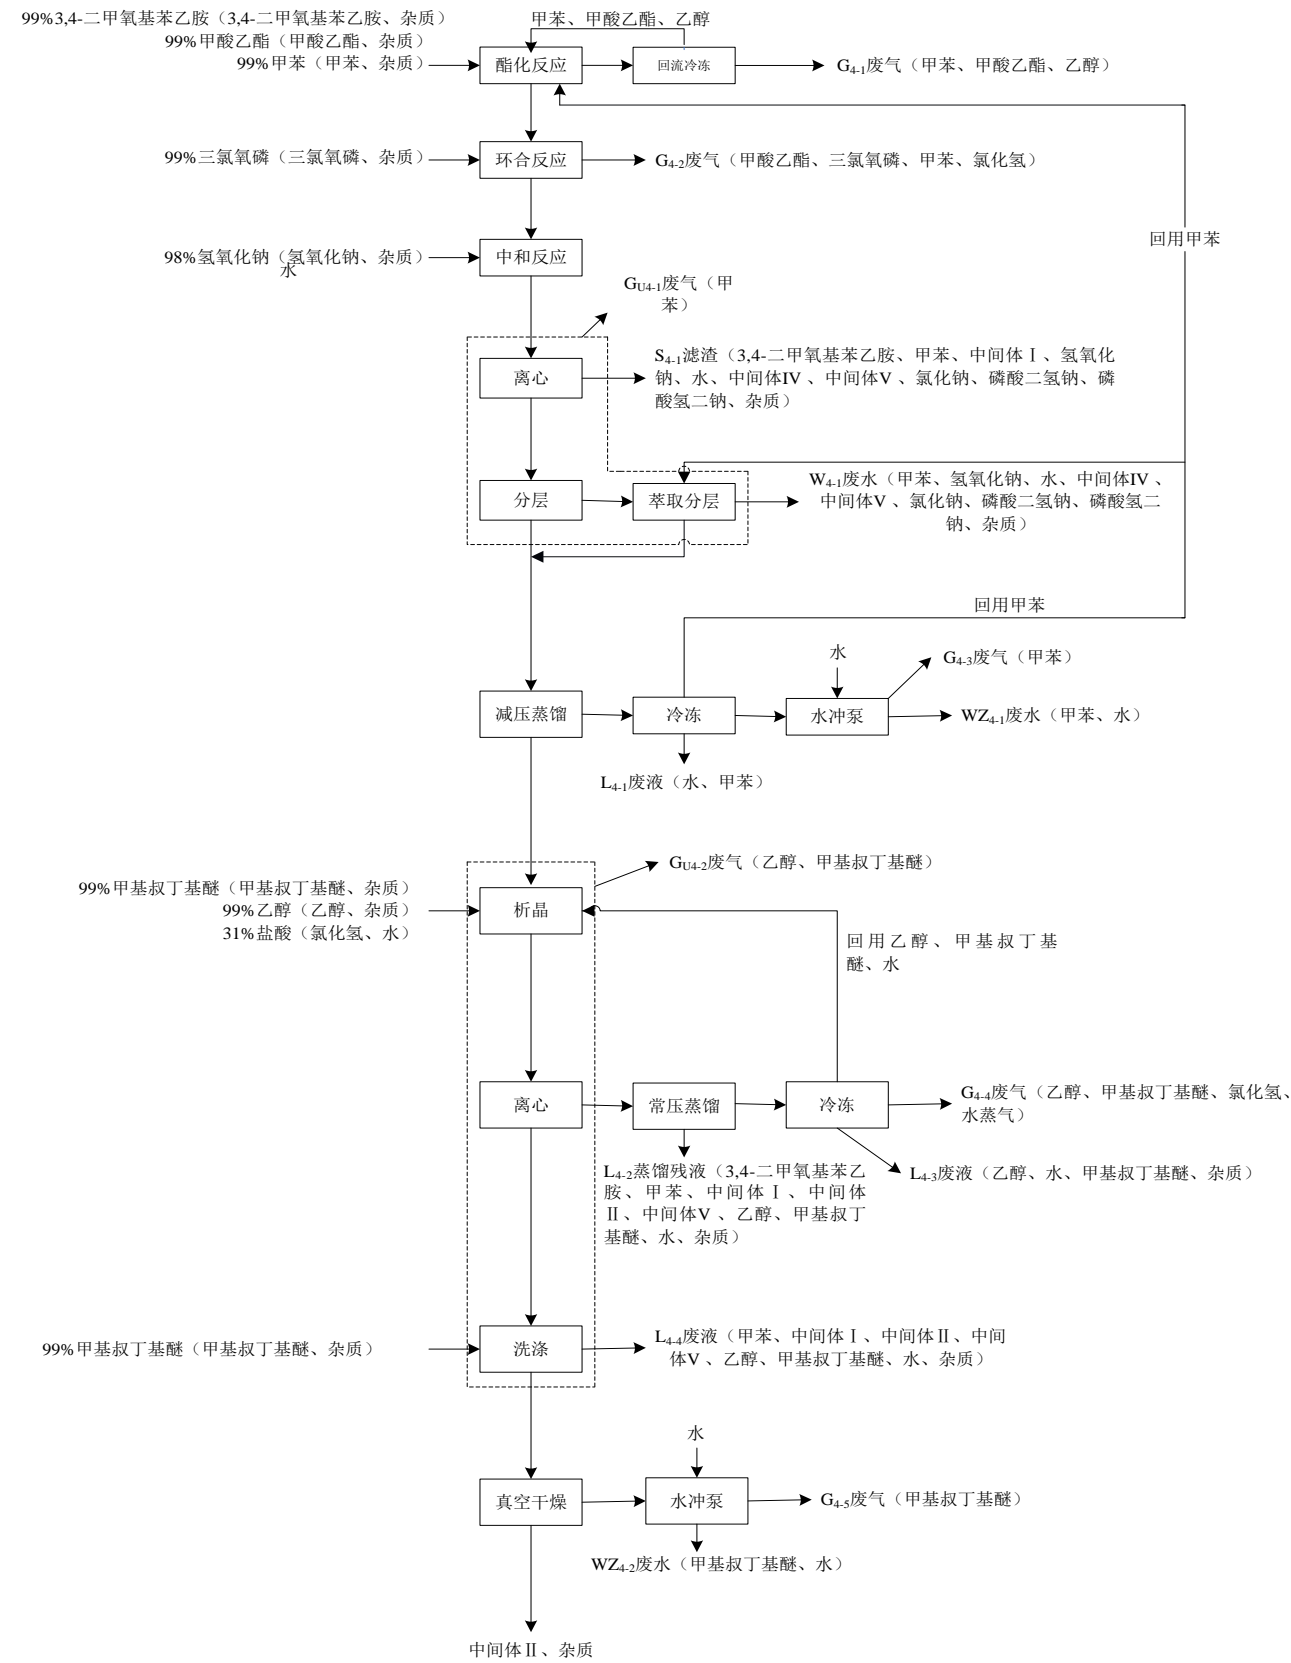 99%3,4-二甲氧基苯乙胺（3,4-二甲氧基苯乙胺、杂质）
99%甲酸乙酯（甲酸乙酯、杂质）
99%甲苯（甲苯、杂质）
甲苯、甲酸乙酯、乙醇
酯化反应
回流冷冻
G4-1废气（甲苯、甲酸乙酯、乙醇）
99%三氯氧磷（三氯氧磷、杂质）
环合反应
G4-2废气（甲酸乙酯、三氯氧磷、甲苯、氯化氢）
回用甲苯
98%氢氧化钠（氢氧化钠、杂质）
水
中和反应
GU4-1废气（甲
苯）
离心
S4-1滤渣（3,4-二甲氧基苯乙胺、甲苯、中间体Ⅰ、氢氧化
钠、水、中间体IV、中间体V、氯化钠、磷酸二氢钠、磷
酸氢二钠、杂质）
分层
萃取分层
W4-1废水（甲苯、氢氧化钠、水、中间体IV、
中间体V、氯化钠、磷酸二氢钠、磷酸氢二
钠、杂质）
回用甲苯
水
G4-3废气（甲苯）
减压蒸馏
冷冻
水冲泵
WZ4-1废水（甲苯、水）
L4-1废液（水、甲苯）
GU4-2废气（乙醇、甲基叔丁基醚）
99%甲基叔丁基醚（甲基叔丁基醚、杂质）
99%乙醇（乙醇、杂质）
31%盐酸（氯化氢、水）
析晶
回用乙醇、甲基叔丁基
醚、水
离心
常压蒸馏
冷冻
G4-4废气（乙醇、甲基叔丁基醚、氯化氢、
水蒸气）
L4-2蒸馏残液（3,4-二甲氧基苯乙
胺、甲苯、中间体Ⅰ、中间体
Ⅱ、中间体V、乙醇、甲基叔丁
基醚、水、杂质）
L4-3废液（乙醇、水、甲基叔丁基醚、杂质）
99%甲基叔丁基醚（甲基叔丁基醚、杂质）
洗涤
L4-4废液（甲苯、中间体Ⅰ、中间体Ⅱ、中间
体V、乙醇、甲基叔丁基醚、水、杂质）
水
真空干燥
水冲泵
G4-5废气（甲基叔丁基醚）
WZ4-2废水（甲基叔丁基醚、水）
中间体Ⅱ、杂质